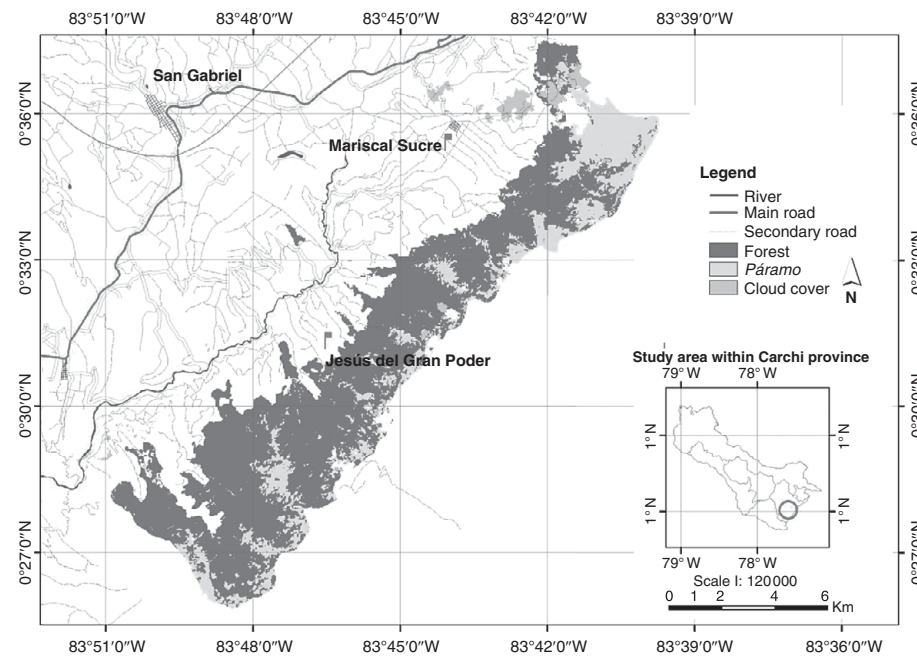 83°51′0″W 83°48′0″W 83°45′0″W 83°42′0″W 83°39′0″W
San Gabriel
0°36′0″N
Mariscal Sucre
Legend
River
Main road
Secondary road
Forest
Páramo
Cloud cover
N
0°33′0″N
Jesús del Gran Poder
Study area within Carchi province
79°W 78°W
0°30′0″N
1°N 1°N
1°N 1°N
0°27′0″N
79°W 78°W
Scale I: 120 000
0 1 2 4 6
Km
83°51′0″W 83°48′0″W 83°45′0″W 83°42′0″W 83°39′0″W 83°36′0″W